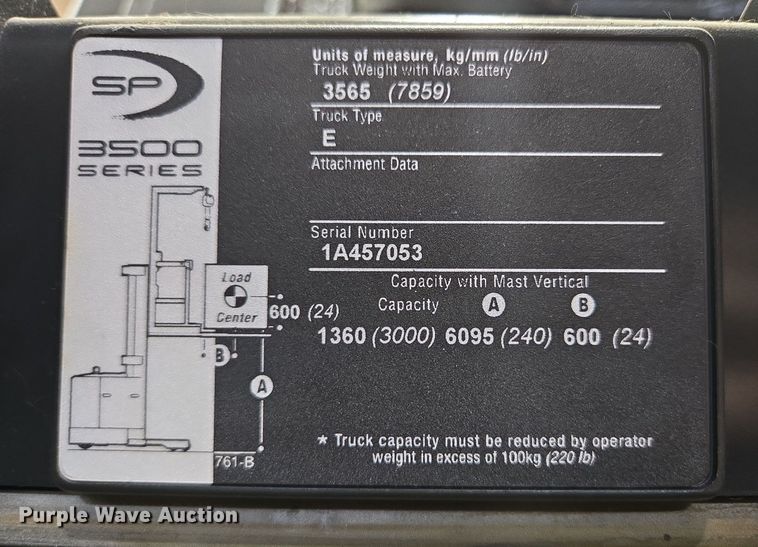 SP
3500
SERIES
Load
Center
600 (24)
B
A
761-B
Units of measure, kg/mm (lb/in)
Truck Weight with Max. Battery
3565 (7859)
Truck Type
E
Attachment Data
Serial Number
1A457053
Capacity with Mast Vertical
Capacity A B
1360 (3000) 6095 (240) 600 (24)
* Truck capacity must be reduced by operator
weight in excess of 100kg (220 lb)
Purple Wave Auction